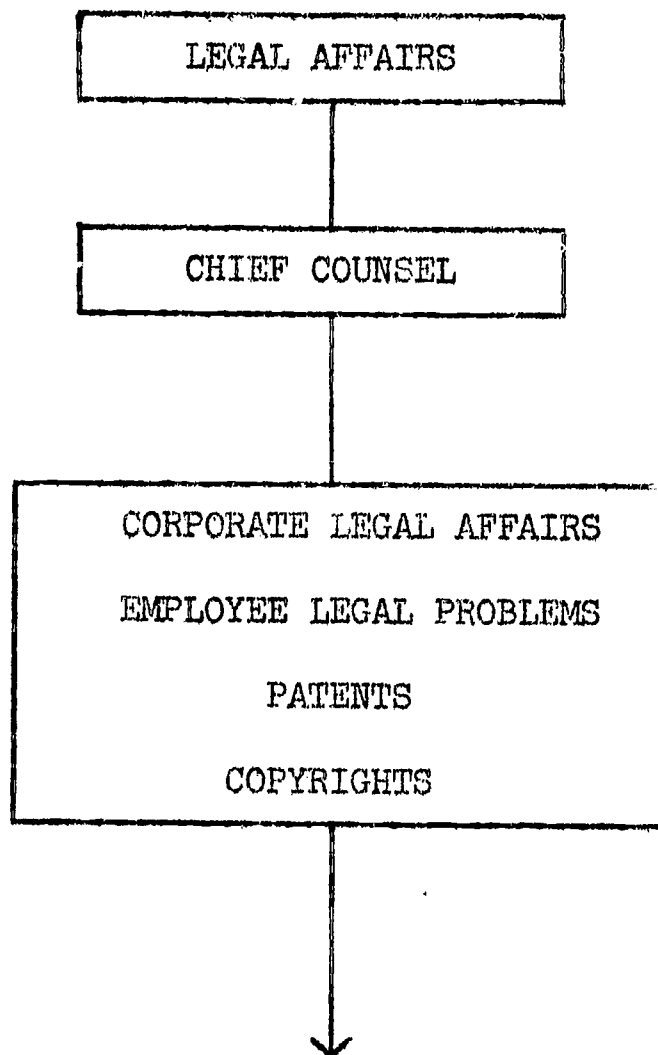 LEGAL AFFAIRS
CHIEF COUNSEL
CORPORATE LEGAL AFFAIRS
EMPLOYEE LEGAL PROBLEMS
PATENTS
COPYRIGHTS